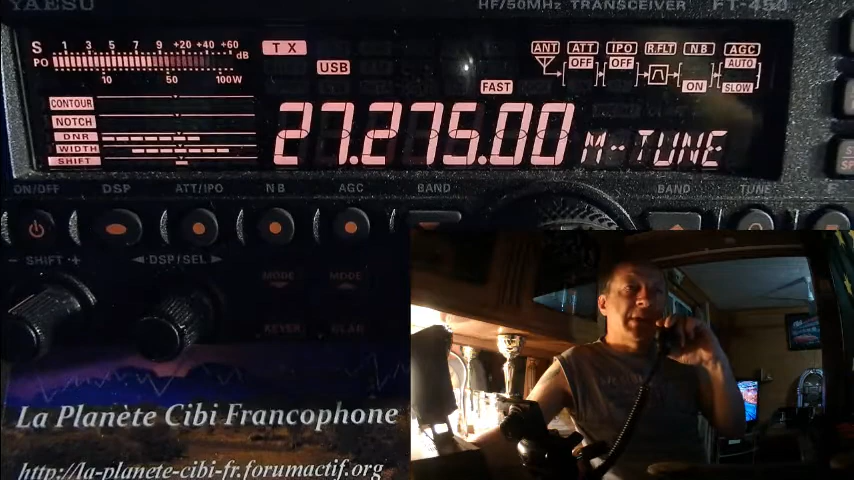 YAESU HF/50MHz TRANSCEIVER FT-450
S 1 3 5 7 9 +20 +40 +60 dB
PO 10 50 100W
TX
USB
FAST
ANT ATT IPO R.FLT NB AGC
OFF OFF AUTO
ON SLOW
CONTOUR
NOTCH
DNR
WIDTH
SHIFT
27.275.00 M-TUNE
ON/OFF DSP ATT/IPO NB AGC BAND BAND TUNE
- SHIFT + ◄DSP/SEL►
MODE MODE
KEYER CLAR
La Planète Cibi Francophone
http://la-planete-cibi-fr.forumactif.org